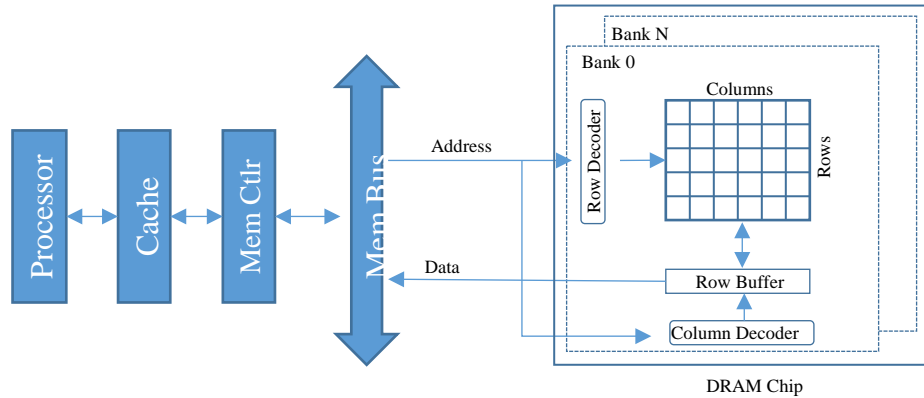 Processor
Cache
Mem Ctlr
Mem Bus
Address
Data
Bank N
Bank 0
Columns
Row Decoder
Rows
Row Buffer
Column Decoder
DRAM Chip